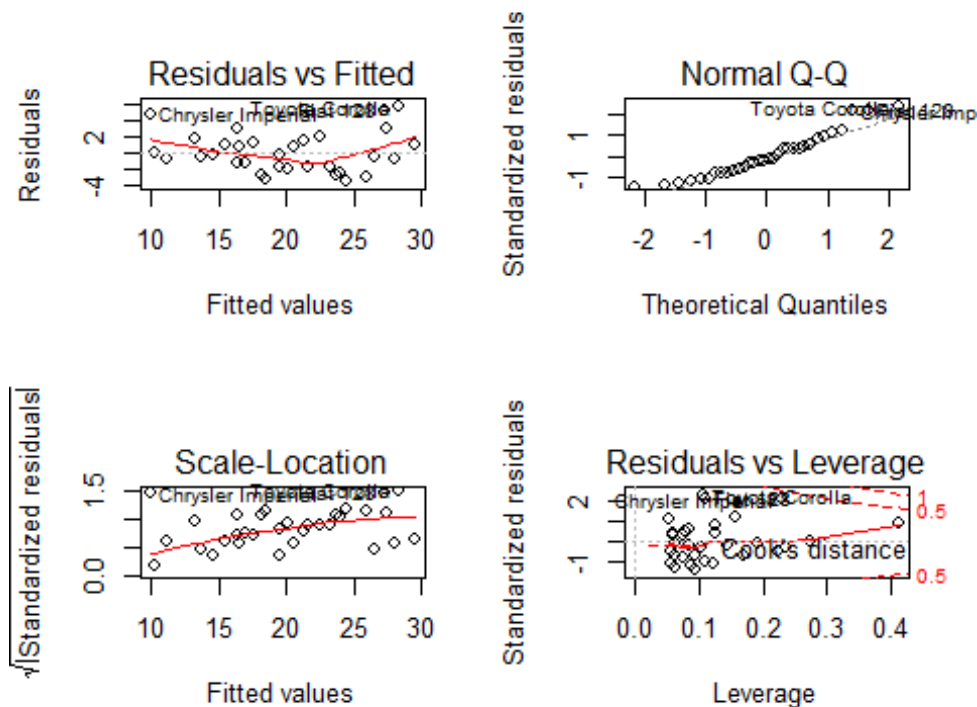 Residuals vs Fitted
Residuals
Chrysler Imperial
Toyota Corolla
2
-4
10 15 20 25 30
Fitted values
Normal Q-Q
Standardized residuals
Toyota Corolla
Chrysler Imp
1
-1
-2 -1 0 1 2
Theoretical Quantiles
Scale-Location
√|Standardized residuals|
Chrysler Imperial
Toyota Corolla
1.5
0.0
10 15 20 25 30
Fitted values
Residuals vs Leverage
Standardized residuals
Chrysler Imperial
Toyota Corolla
2
-1
1
0.5
Cook's distance
0.5
0.0 0.1 0.2 0.3 0.4
Leverage